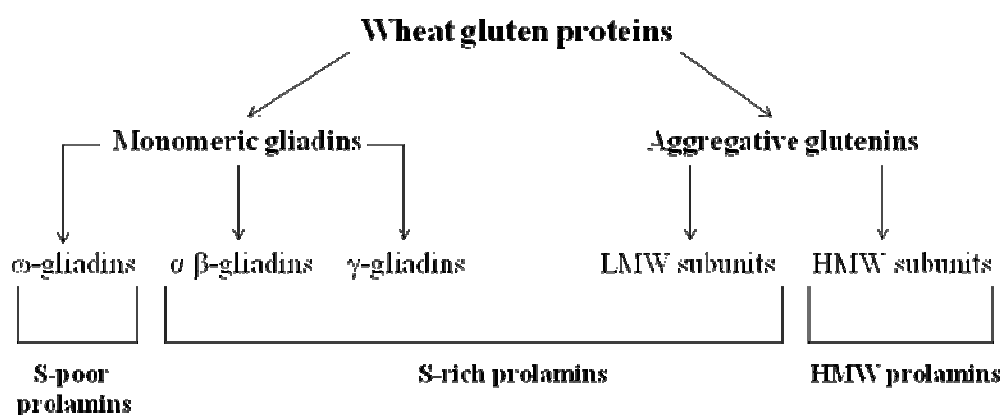 Wheat gluten proteins
Monomeric gliadins
Aggregative glutenins
ω-gliadins
α β-gliadins
γ-gliadins
LMW subunits
HMW subunits
S-poor
prolamins
S-rich prolamins
HMW prolamins